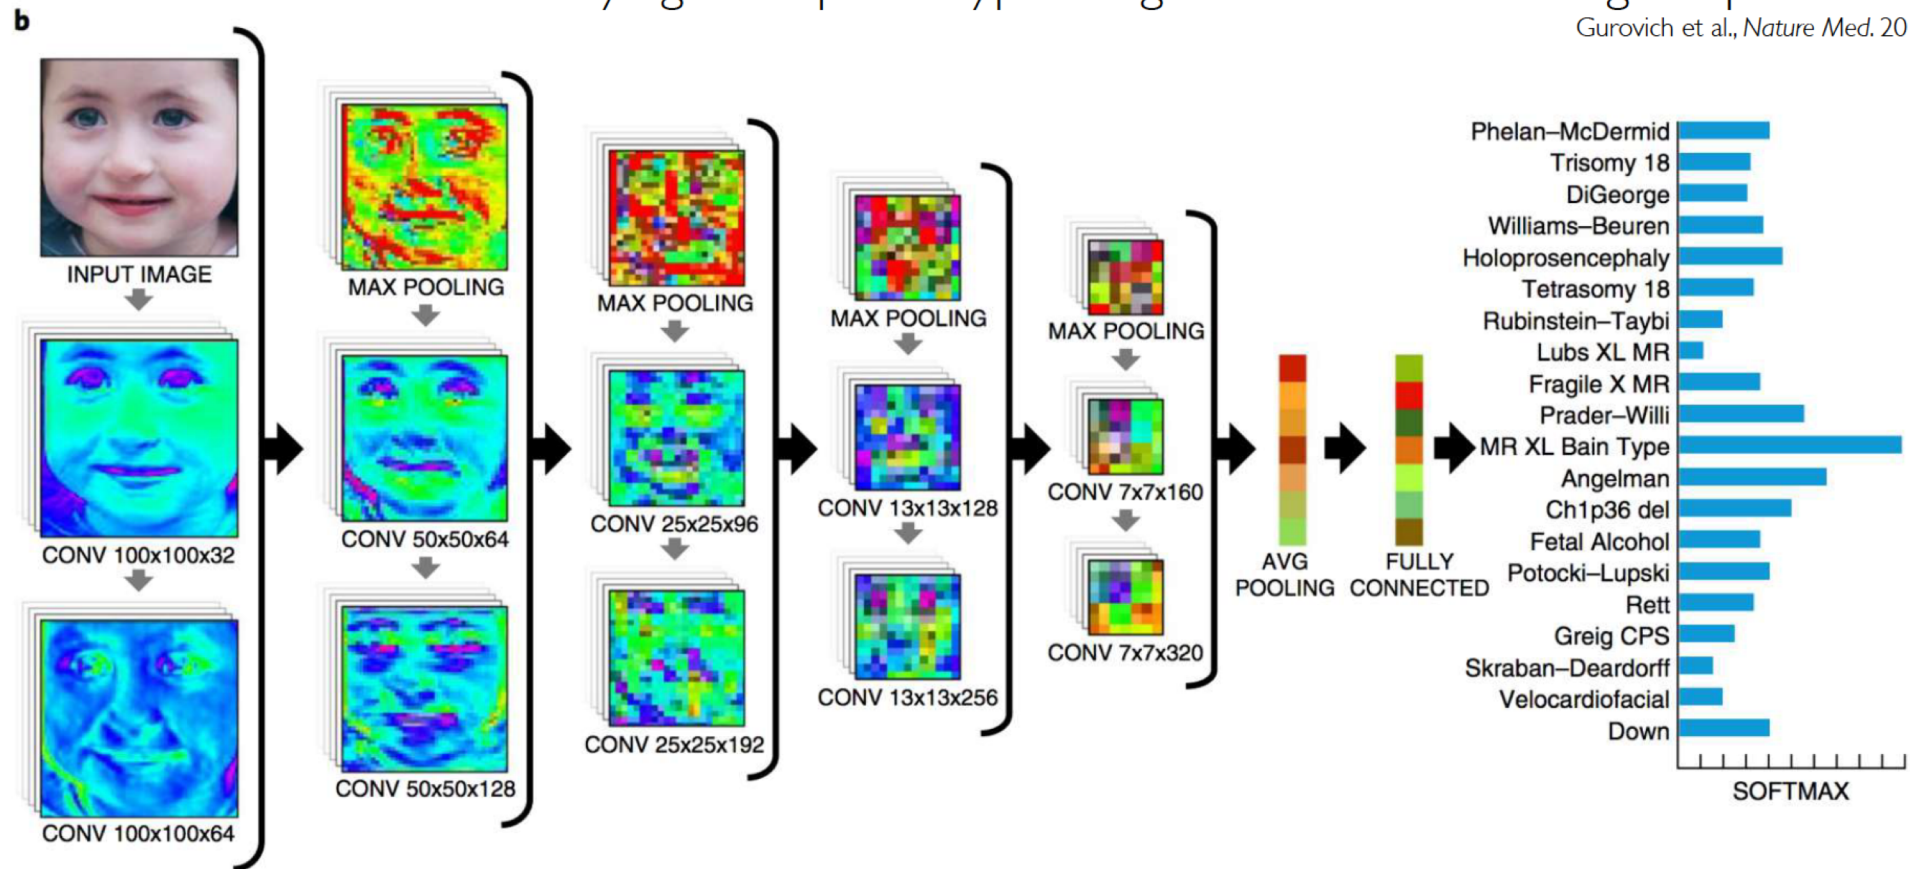 b
Gurovich et al., Nature Med. 20
INPUT IMAGE
CONV 100x100x32
CONV 100x100x64
MAX POOLING
CONV 50x50x64
CONV 50x50x128
MAX POOLING
CONV 25x25x96
CONV 25x25x192
MAX POOLING
CONV 13x13x128
CONV 13x13x256
MAX POOLING
CONV 7x7x160
CONV 7x7x320
AVG
POOLING
FULLY
CONNECTED
Phelan–McDermid
Trisomy 18
DiGeorge
Williams–Beuren
Holoprosencephaly
Tetrasomy 18
Rubinstein–Taybi
Lubs XL MR
Fragile X MR
Prader–Willi
MR XL Bain Type
Angelman
Ch1p36 del
Fetal Alcohol
Potocki–Lupski
Rett
Greig CPS
Skraban–Deardorff
Velocardiofacial
Down
SOFTMAX